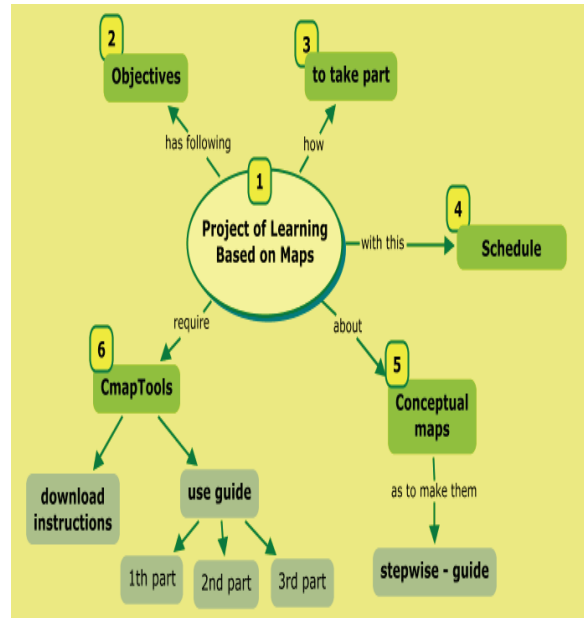 2
Objectives
3
to take part
has following
how
1
Project of Learning
Based on Maps
4
Schedule
with this
require
about
6
CmapTools
5
Conceptual
maps
download
instructions
use guide
as to make them
1th part
2nd part
3rd part
stepwise - guide